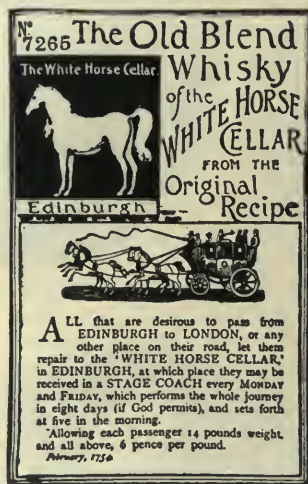 Nº 7265 The Old Blend
Whisky
The White Horse Cellar.
of the
WHITE HORSE
CELLAR
FROM THE
Original
Recipe
Edinburgh
ALL that are desirous to pass from
EDINBURGH to LONDON, or any
other place on their road, let them
repair to the 'WHITE HORSE CELLAR,'
in EDINBURGH, at which place they may be
received in a STAGE COACH every MONDAY
and FRIDAY, which performs the whole journey
in eight days (if God permits), and sets forth
at five in the morning.
"Allowing each passenger 14 pounds weight,
and all above, 6 pence per pound.
February, 1754